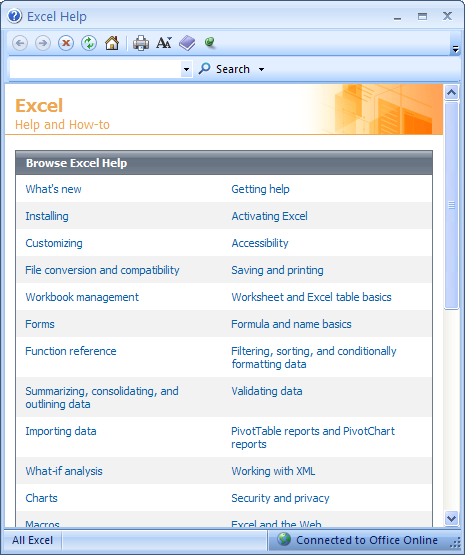 Excel Help
Search
Excel
Help and How-to
Browse Excel Help
What's new Getting help
Installing Activating Excel
Customizing Accessibility
File conversion and compatibility Saving and printing
Workbook management Worksheet and Excel table basics
Forms Formula and name basics
Function reference Filtering, sorting, and conditionally
formatting data
Summarizing, consolidating, and Validating data
outlining data
Importing data PivotTable reports and PivotChart
reports
What-if analysis Working with XML
Charts Security and privacy
Macros Excel and the Web
All Excel Connected to Office Online